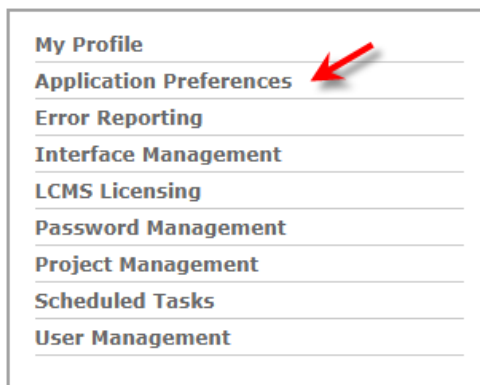 My Profile
Application Preferences
Error Reporting
Interface Management
LCMS Licensing
Password Management
Project Management
Scheduled Tasks
User Management